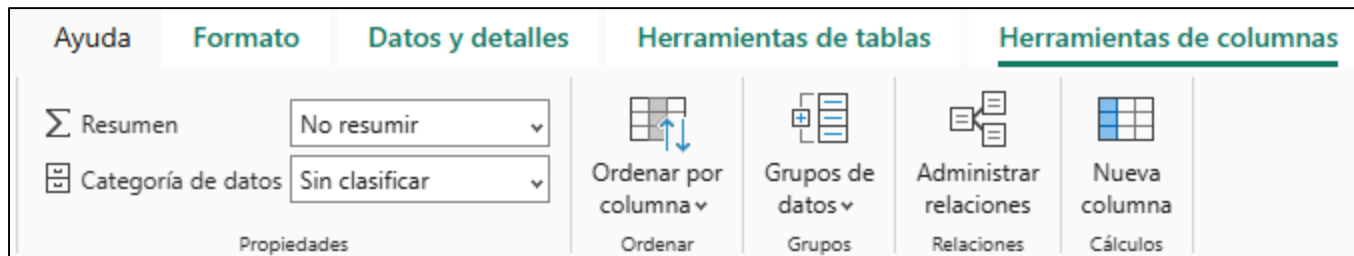 Ayuda Formato Datos y detalles Herramientas de tablas Herramientas de columnas
Resumen No resumir
Categoría de datos Sin clasificar
Propiedades
Ordenar por
columna
Ordenar
Grupos de
datos
Grupos
Administrar
relaciones
Relaciones
Nueva
columna
Cálculos